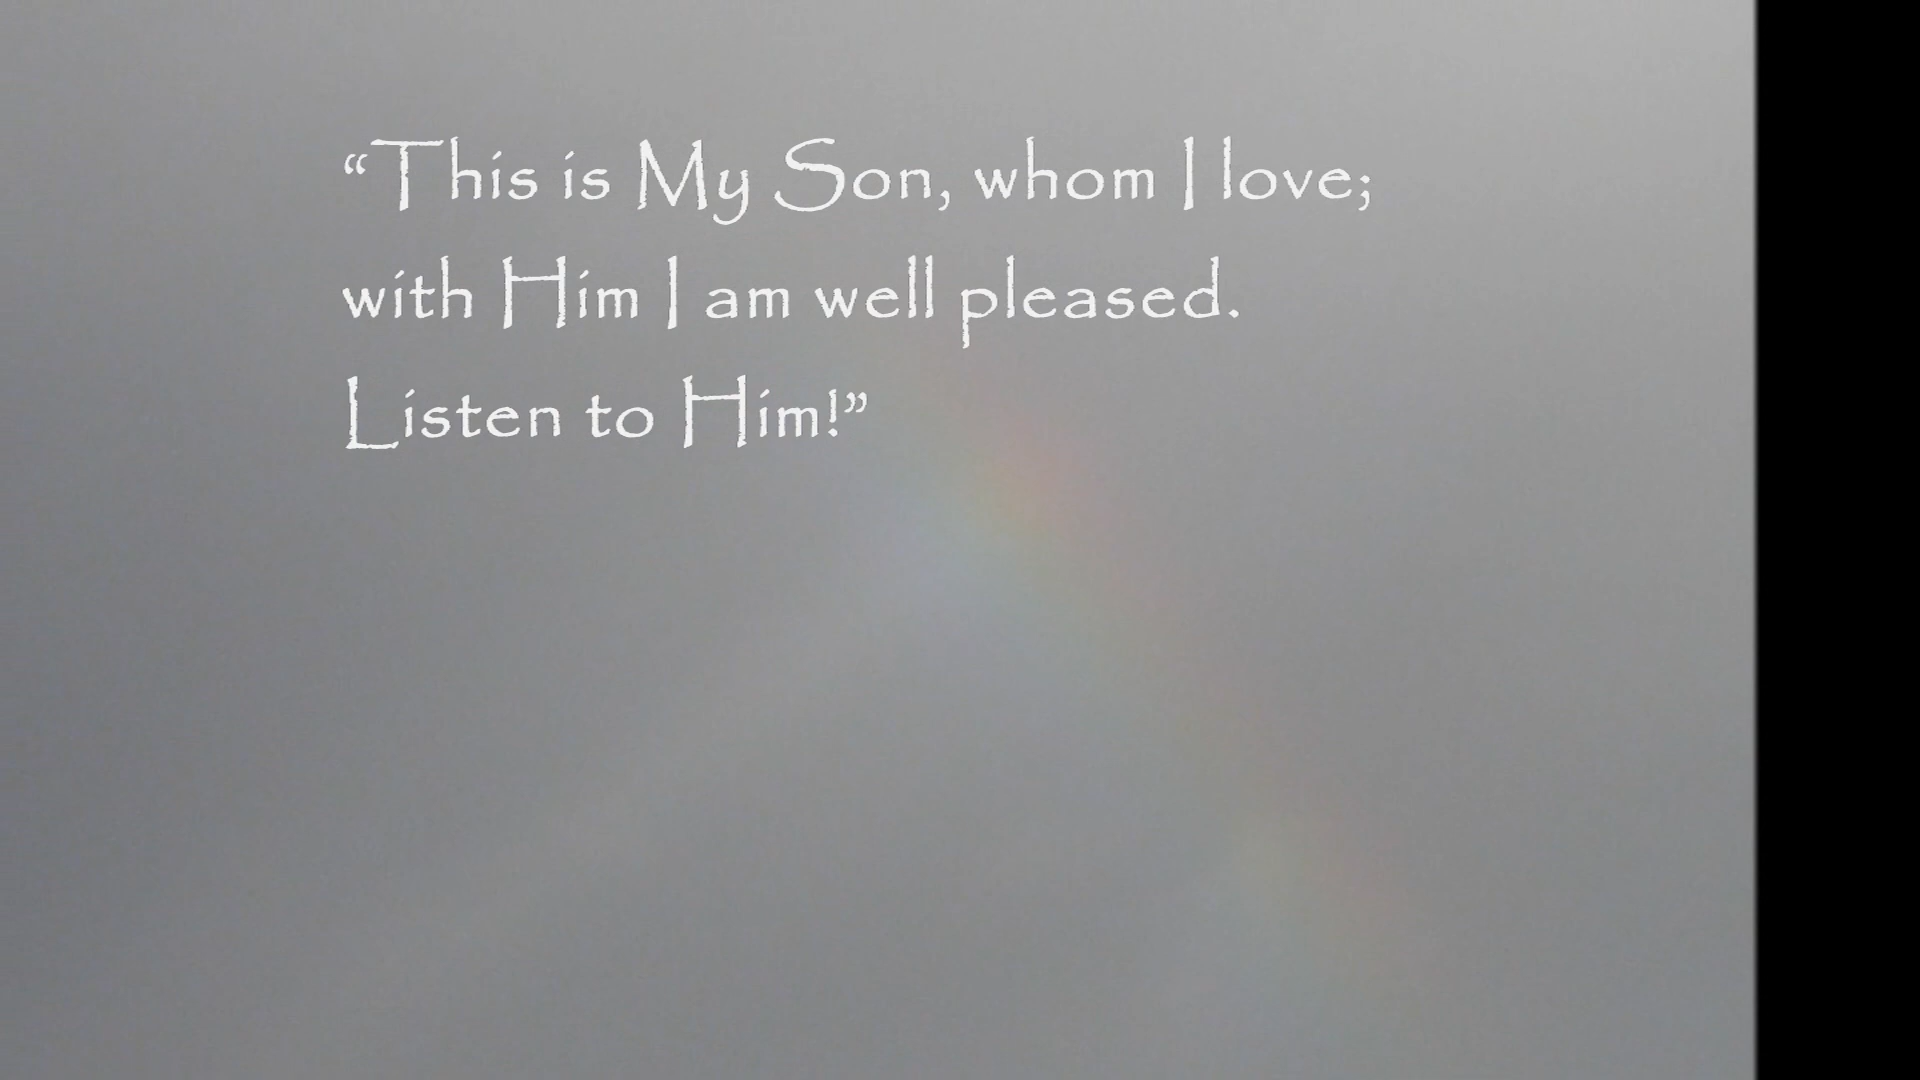 “This is My Son, whom I love;
with Him I am well pleased.
Listen to Him!”